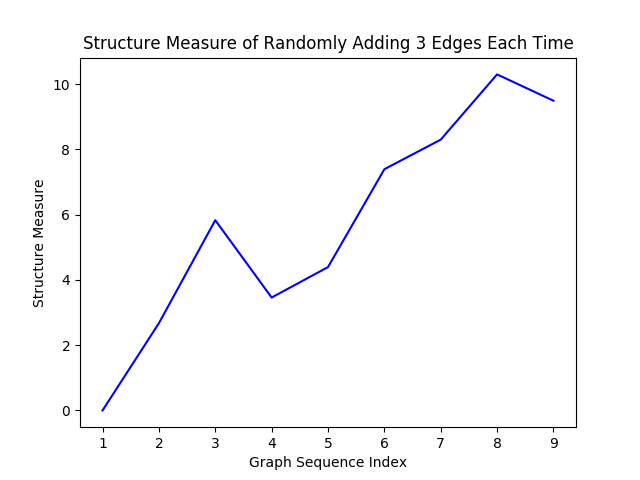 Structure Measure of Randomly Adding 3 Edges Each Time
10
8
6
4
2
0
Structure Measure
1 2 3 4 5 6 7 8 9
Graph Sequence Index